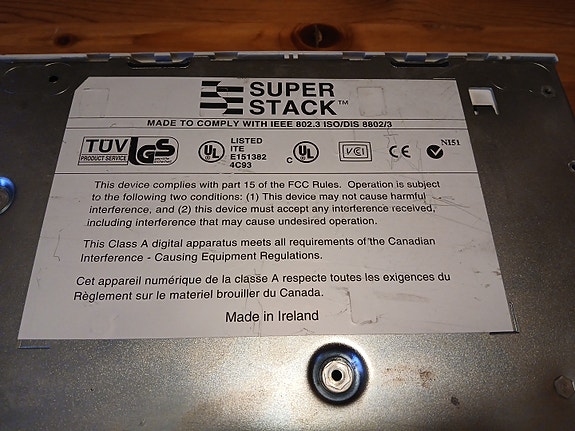 SUPER
STACK™
MADE TO COMPLY WITH IEEE 802.3 ISO/DIS 8802/3
TÜV
PRODUCT SERVICE
GS
UL
LISTED
ITE
E151382
4C93
C UL
VCI
CE
N151
This device complies with part 15 of the FCC Rules. Operation is subject
to the following two conditions: (1) This device may not cause harmful
interference, and (2) this device must accept any interference received,
including interference that may cause undesired operation.
This Class A digital apparatus meets all requirements of the Canadian
Interference - Causing Equipment Regulations.
Cet appareil numérique de la classe A respecte toutes les exigences du
Règlement sur le materiel brouiller du Canada.
Made in Ireland